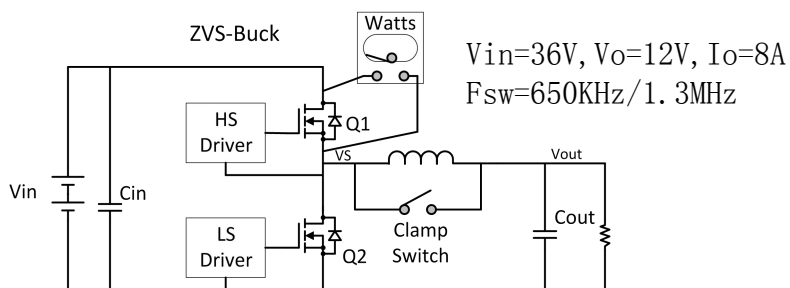 ZVS-Buck
Watts
Vin=36V, Vo=12V, Io=8A
Fsw=650KHz/1.3MHz
HS
Driver
Q1
VS
Vout
Vin
Cin
Clamp
Switch
Cout
LS
Driver
Q2